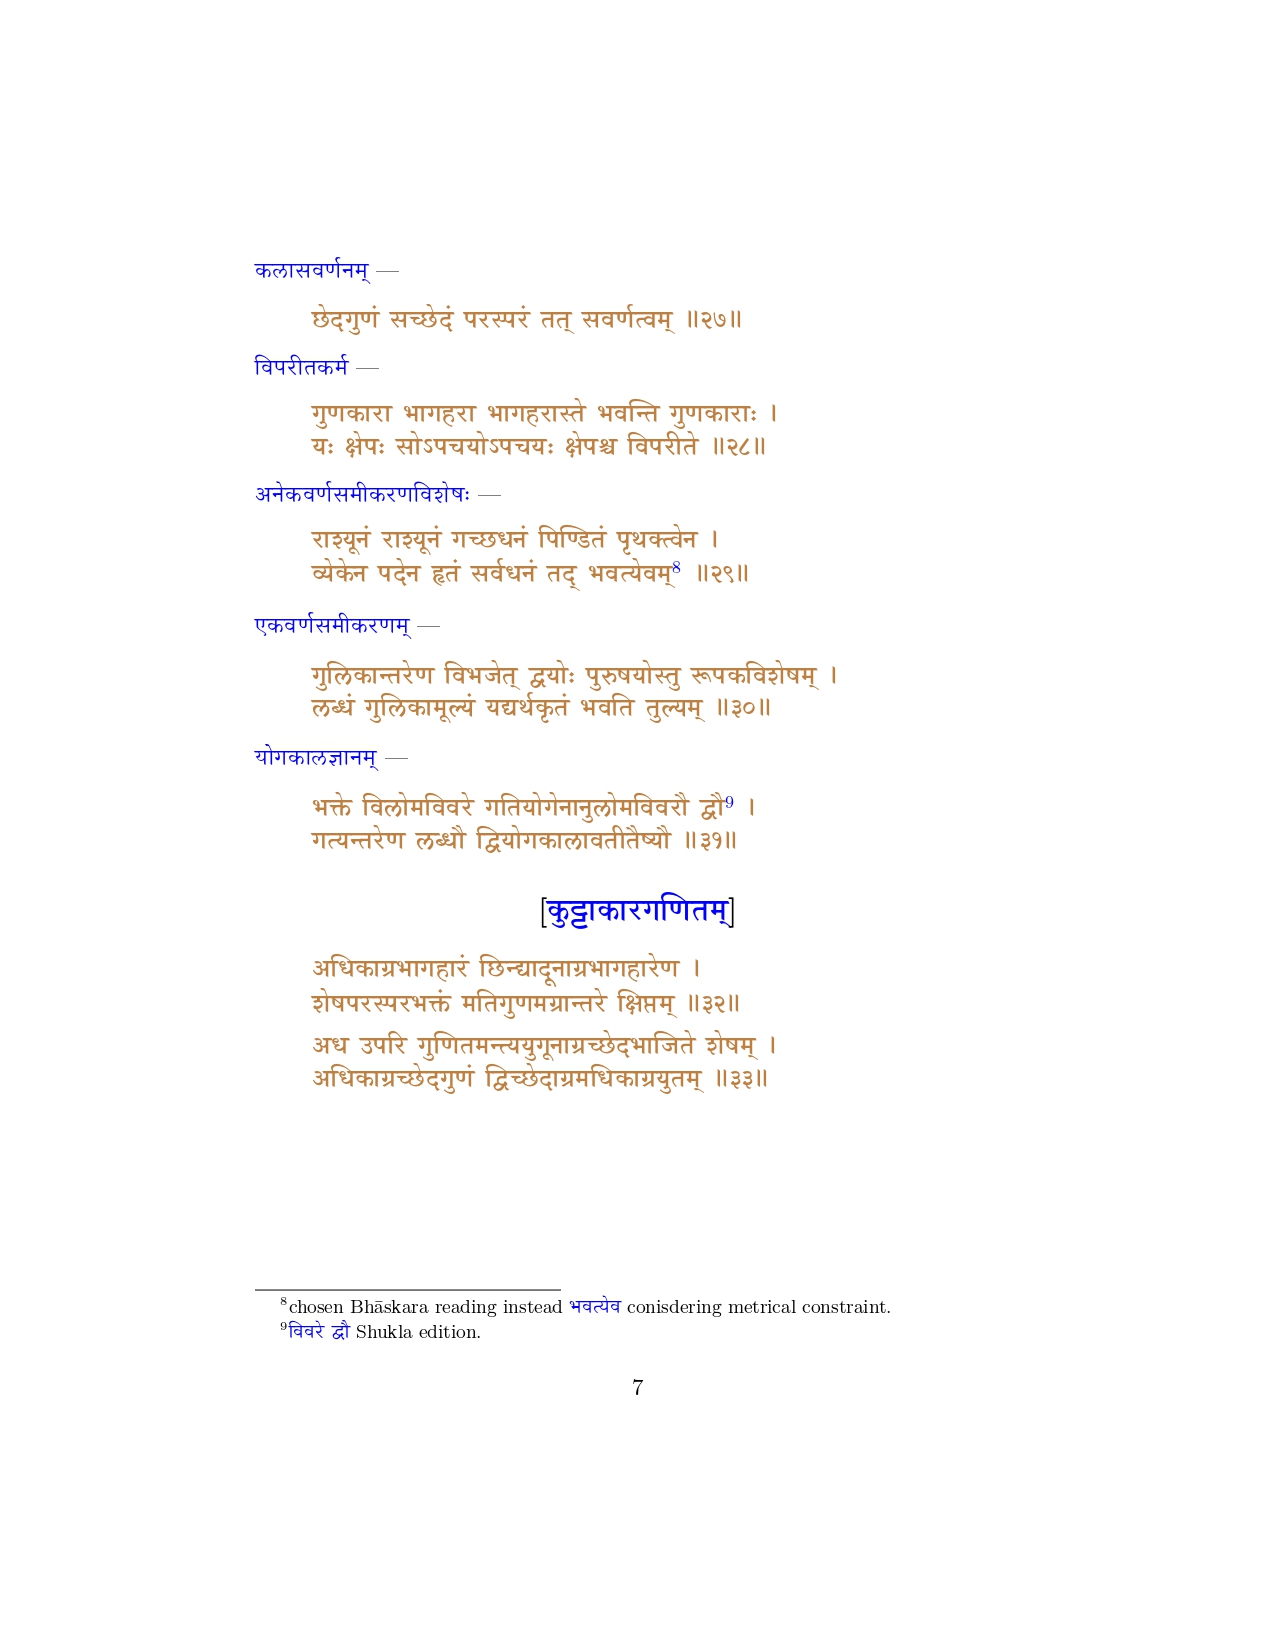 कलासवर्णनम् —
छेदगुणं सच्छेदं परस्परं तत् सवर्णत्वम् ॥२७॥
विपरीतकर्म —
गुणकारा भागहरा भागहरास्ते भवन्ति गुणकाराः ।
यः क्षेपः सोऽपचयोऽपचयः क्षेपश्च विपरीते ॥२८॥
अनेकवर्णसमीकरणविशेषः —
राश्यूनं राश्यूनं गच्छधनं पिण्डितं पृथक्त्वेन ।
व्येकेन पदेन हृतं सर्वधनं तद् भवत्येवम्⁸ ॥२९॥
एकवर्णसमीकरणम् —
गुलिकान्तरेण विभजेत् द्वयोः पुरुषयोस्तु रूपकविशेषम् ।
लब्धं गुलिकामूल्यं यद्यर्थकृतं भवति तुल्यम् ॥३०॥
योगकालज्ञानम् —
भक्ते विलोमविवरे गतियोगेनानुलोमविवरौ द्वौ⁹ ।
गत्यन्तरेण लब्धौ द्वियोगकालावतीतैष्यौ ॥३१॥
[कुट्टाकारगणितम्]
अधिकाग्रभागहारं छिन्द्यादूनाग्रभागहारेण ।
शेषपरस्परभक्तं मतिगुणमग्रान्तरे क्षिप्तम् ॥३२॥
अध उपरि गुणितमन्त्ययुगूनाग्रच्छेदभाजिते शेषम् ।
अधिकाग्रच्छेदगुणं द्विच्छेदाग्रमधिकाग्रयुतम् ॥३३॥
⁸chosen Bhāskara reading instead भवत्येव conisdering metrical constraint.
⁹विवरे द्वौ Shukla edition.
7